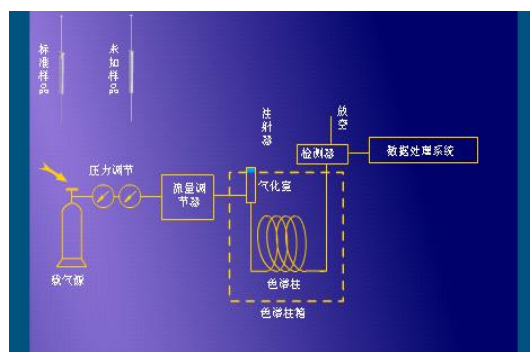 标准样品
未知样品
注射器
放空
检测器
数据处理系统
压力调节
流量调
节器
气化室
载气源
色谱柱
色谱柱箱